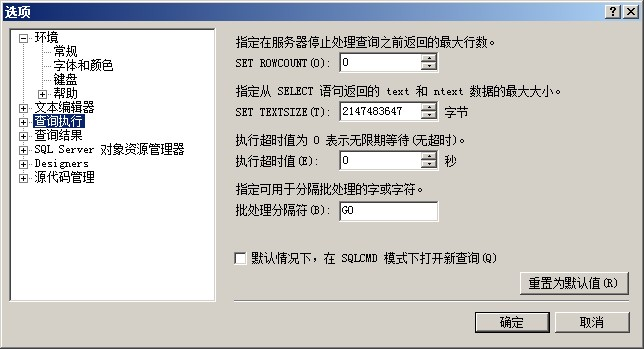 选项
环境
常规
字体和颜色
键盘
帮助
文本编辑器
查询执行
查询结果
SQL Server 对象资源管理器
Designers
源代码管理
指定在服务器停止处理查询之前返回的最大行数。
SET ROWCOUNT(O): 0
指定从 SELECT 语句返回的 text 和 ntext 数据的最大大小。
SET TEXTSIZE(T): 2147483647 字节
执行超时值为 0 表示无限期等待(无超时)。
执行超时值(E): 0 秒
指定可用于分隔批处理的字或字符。
批处理分隔符(B): GO
默认情况下，在 SQLCMD 模式下打开新查询(Q)
重置为默认值(R)
确定 取消